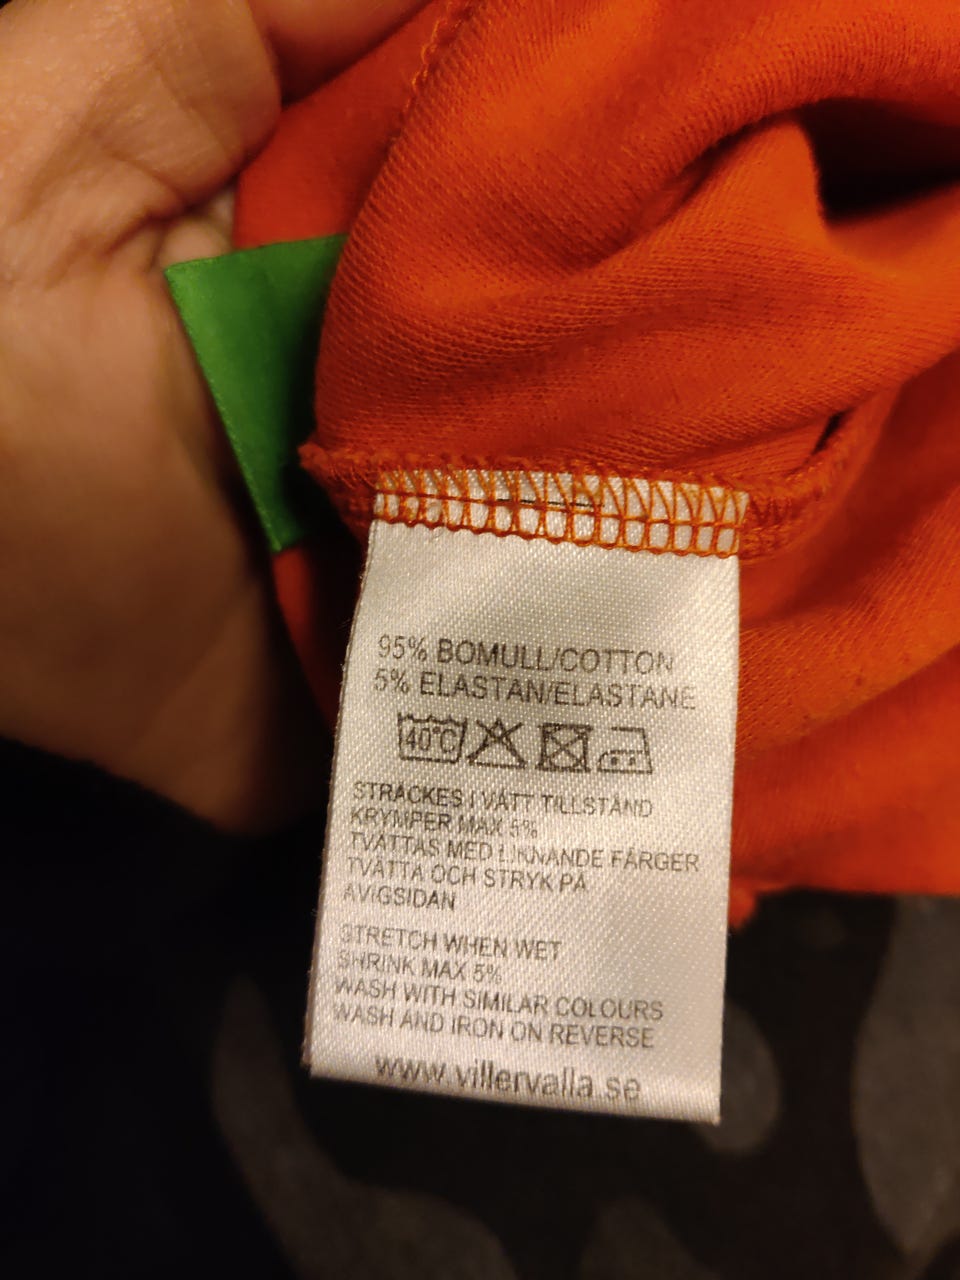 95% BOMULL/COTTON
5% ELASTAN/ELASTANE
40°C
STRÄCKES I VÅTT TILLSTÅND
KRYMPER MAX 5%
TVÄTTAS MED LIKNANDE FÄRGER
TVÄTTA OCH STRYK PÅ
AVIGSIDAN
STRETCH WHEN WET
SHRINK MAX 5%
WASH WITH SIMILAR COLOURS
WASH AND IRON ON REVERSE
www.villervalla.se